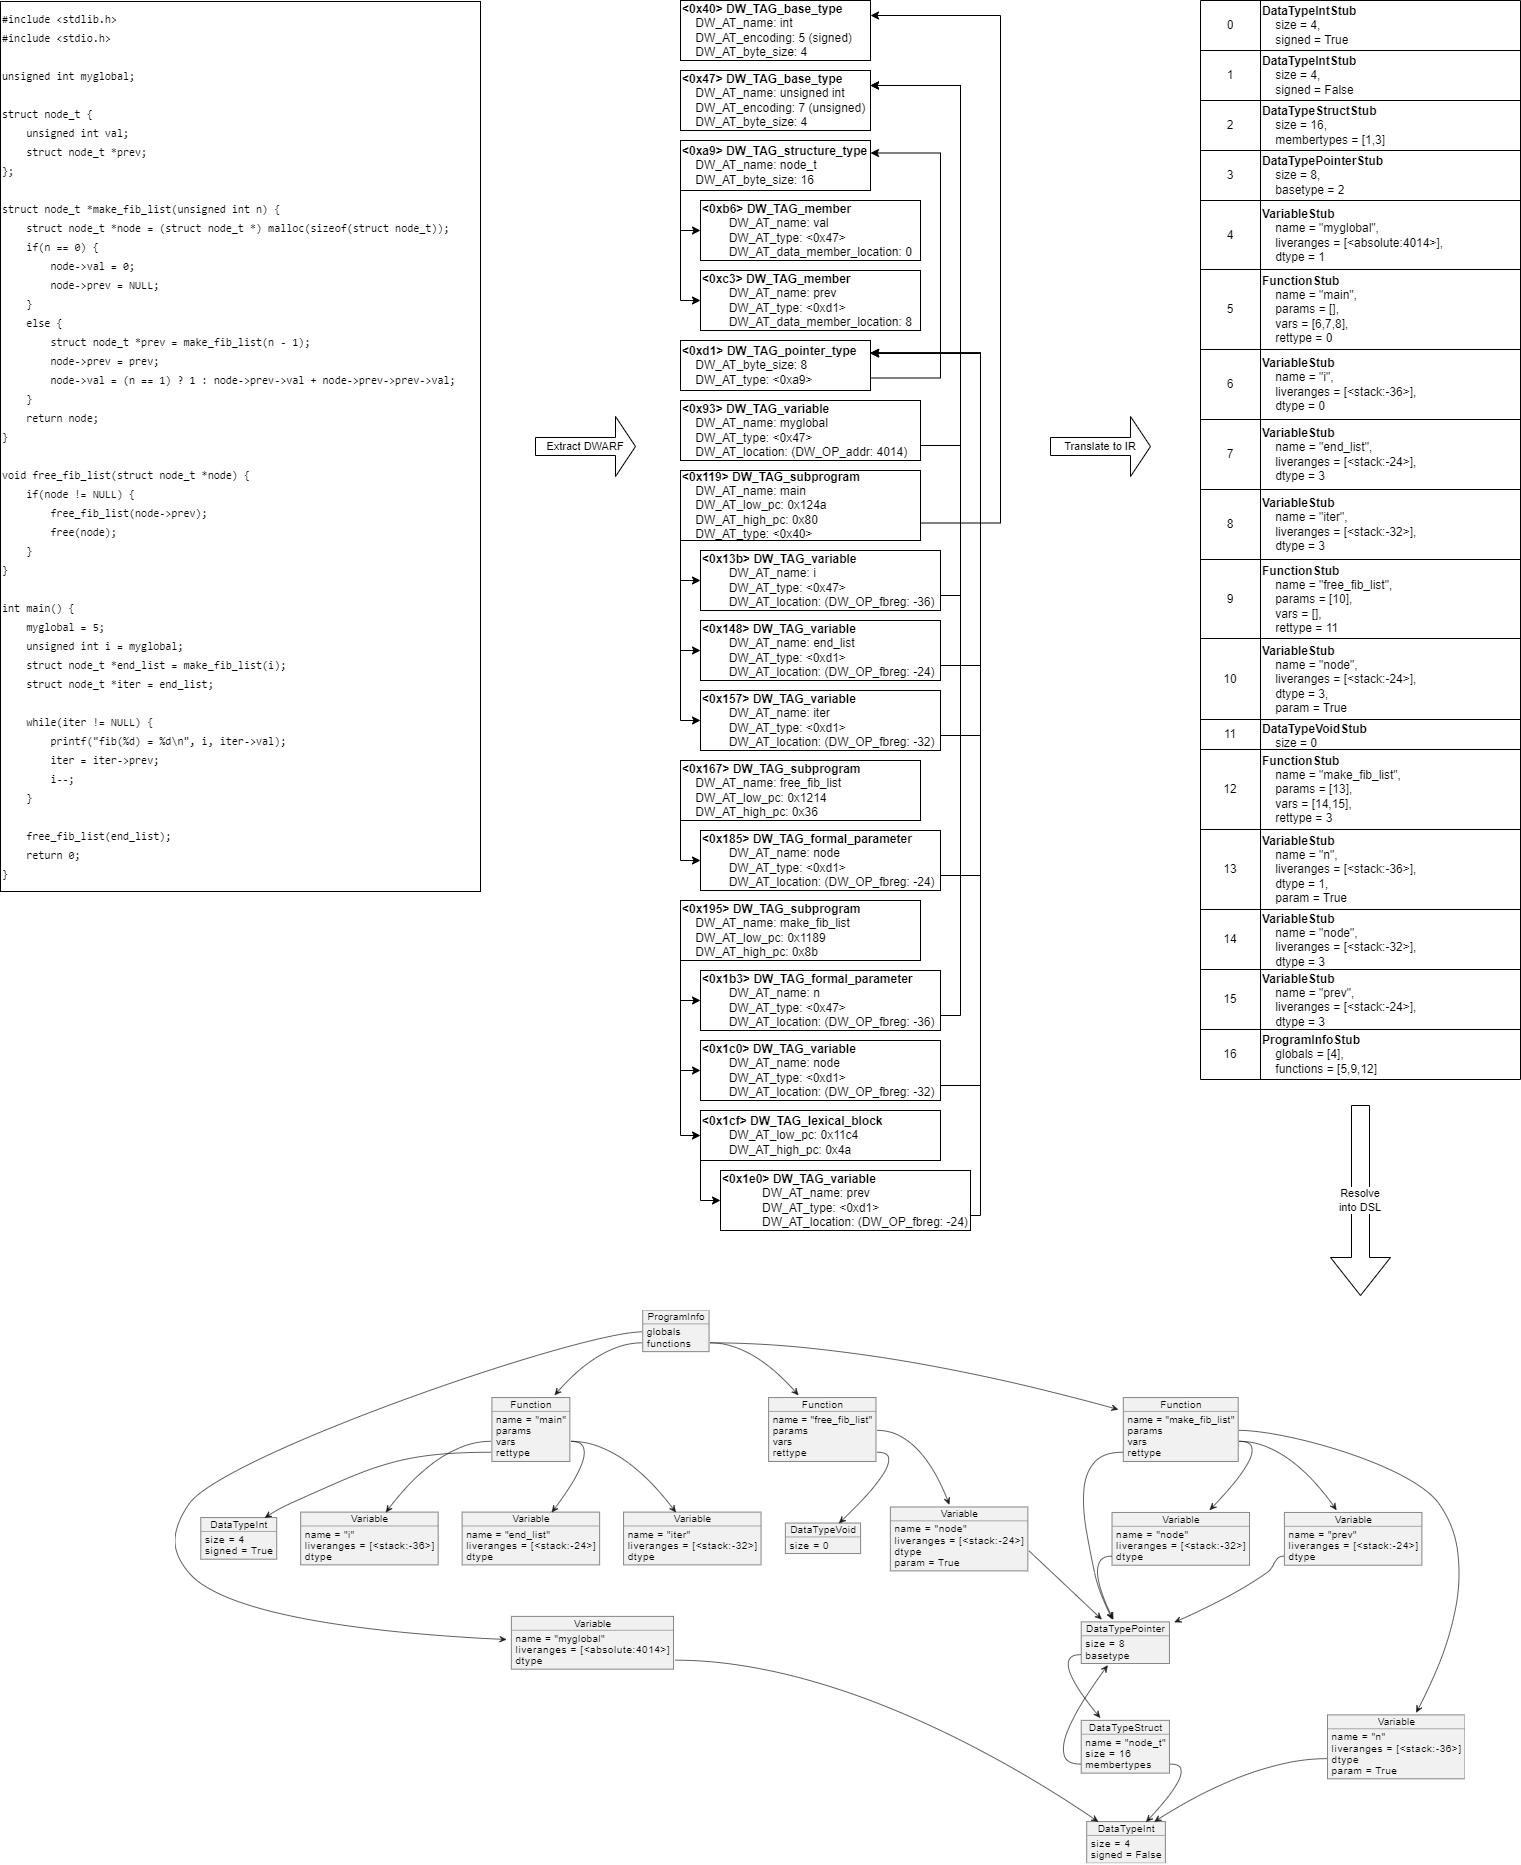 #include <stdlib.h>
#include <stdio.h>
unsigned int myglobal;
struct node_t {
unsigned int val;
struct node_t *prev;
};
struct node_t *make_fib_list(unsigned int n) {
struct node_t *node = (struct node_t *) malloc(sizeof(struct node_t));
if(n == 0) {
node->val = 0;
node->prev = NULL;
}
else {
struct node_t *prev = make_fib_list(n - 1);
node->prev = prev;
node->val = (n == 1) ? 1 : node->prev->val + node->prev->prev->val;
}
return node;
}
void free_fib_list(struct node_t *node) {
if(node != NULL) {
free_fib_list(node->prev);
free(node);
}
}
int main() {
myglobal = 5;
unsigned int i = myglobal;
struct node_t *end_list = make_fib_list(i);
struct node_t *iter = end_list;
while(iter != NULL) {
printf("fib(%d) = %d\n", i, iter->val);
iter = iter->prev;
i--;
}
free_fib_list(end_list);
return 0;
}
Extract DWARF
<0x40> DW_TAG_base_type
DW_AT_name: int
DW_AT_encoding: 5 (signed)
DW_AT_byte_size: 4
<0x47> DW_TAG_base_type
DW_AT_name: unsigned int
DW_AT_encoding: 7 (unsigned)
DW_AT_byte_size: 4
<0xa9> DW_TAG_structure_type
DW_AT_name: node_t
DW_AT_byte_size: 16
<0xb6> DW_TAG_member
DW_AT_name: val
DW_AT_type: <0x47>
DW_AT_data_member_location: 0
<0xc3> DW_TAG_member
DW_AT_name: prev
DW_AT_type: <0xd1>
DW_AT_data_member_location: 8
<0xd1> DW_TAG_pointer_type
DW_AT_byte_size: 8
DW_AT_type: <0xa9>
<0x93> DW_TAG_variable
DW_AT_name: myglobal
DW_AT_type: <0x47>
DW_AT_location: (DW_OP_addr: 4014)
<0x119> DW_TAG_subprogram
DW_AT_name: main
DW_AT_low_pc: 0x124a
DW_AT_high_pc: 0x80
DW_AT_type: <0x40>
<0x13b> DW_TAG_variable
DW_AT_name: i
DW_AT_type: <0x47>
DW_AT_location: (DW_OP_fbreg: -36)
<0x148> DW_TAG_variable
DW_AT_name: end_list
DW_AT_type: <0xd1>
DW_AT_location: (DW_OP_fbreg: -24)
<0x157> DW_TAG_variable
DW_AT_name: iter
DW_AT_type: <0xd1>
DW_AT_location: (DW_OP_fbreg: -32)
<0x167> DW_TAG_subprogram
DW_AT_name: free_fib_list
DW_AT_low_pc: 0x1214
DW_AT_high_pc: 0x36
<0x185> DW_TAG_formal_parameter
DW_AT_name: node
DW_AT_type: <0xd1>
DW_AT_location: (DW_OP_fbreg: -24)
<0x195> DW_TAG_subprogram
DW_AT_name: make_fib_list
DW_AT_low_pc: 0x1189
DW_AT_high_pc: 0x8b
<0x1b3> DW_TAG_formal_parameter
DW_AT_name: n
DW_AT_type: <0x47>
DW_AT_location: (DW_OP_fbreg: -36)
<0x1c0> DW_TAG_variable
DW_AT_name: node
DW_AT_type: <0xd1>
DW_AT_location: (DW_OP_fbreg: -32)
<0x1cf> DW_TAG_lexical_block
DW_AT_low_pc: 0x11c4
DW_AT_high_pc: 0x4a
<0x1e0> DW_TAG_variable
DW_AT_name: prev
DW_AT_type: <0xd1>
DW_AT_location: (DW_OP_fbreg: -24)
Translate to IR
0
DataTypeIntStub
size = 4,
signed = True
1
DataTypeIntStub
size = 4,
signed = False
2
DataTypeStructStub
size = 16,
membertypes = [1,3]
3
DataTypePointerStub
size = 8,
basetype = 2
4
VariableStub
name = "myglobal",
liveranges = [<absolute:4014>],
dtype = 1
5
FunctionStub
name = "main",
params = [],
vars = [6,7,8],
rettype = 0
6
VariableStub
name = "i",
liveranges = [<stack:-36>],
dtype = 0
7
VariableStub
name = "end_list",
liveranges = [<stack:-24>],
dtype = 3
8
VariableStub
name = "iter",
liveranges = [<stack:-32>],
dtype = 3
9
FunctionStub
name = "free_fib_list",
params = [10],
vars = [],
rettype = 11
10
VariableStub
name = "node",
liveranges = [<stack:-24>],
dtype = 3,
param = True
11
DataTypeVoidStub
size = 0
12
FunctionStub
name = "make_fib_list",
params = [13],
vars = [14,15],
rettype = 3
13
VariableStub
name = "n",
liveranges = [<stack:-36>],
dtype = 1,
param = True
14
VariableStub
name = "node",
liveranges = [<stack:-32>],
dtype = 3
15
VariableStub
name = "prev",
liveranges = [<stack:-24>],
dtype = 3
16
ProgramInfoStub
globals = [4],
functions = [5,9,12]
Resolve
into DSL
ProgramInfo
globals
functions
Function
name = "main"
params
vars
rettype
Function
name = "free_fib_list"
params
vars
rettype
Function
name = "make_fib_list"
params
vars
rettype
DataTypeInt
size = 4
signed = True
Variable
name = "i"
liveranges = [<stack:-36>]
dtype
Variable
name = "end_list"
liveranges = [<stack:-24>]
dtype
Variable
name = "iter"
liveranges = [<stack:-32>]
dtype
DataTypeVoid
size = 0
Variable
name = "node"
liveranges = [<stack:-24>]
dtype
param = True
Variable
name = "node"
liveranges = [<stack:-32>]
dtype
Variable
name = "prev"
liveranges = [<stack:-24>]
dtype
Variable
name = "myglobal"
liveranges = [<absolute:4014>]
dtype
DataTypePointer
size = 8
basetype
DataTypeStruct
name = "node_t"
size = 16
membertypes
Variable
name = "n"
liveranges = [<stack:-36>]
dtype
param = True
DataTypeInt
size = 4
signed = False